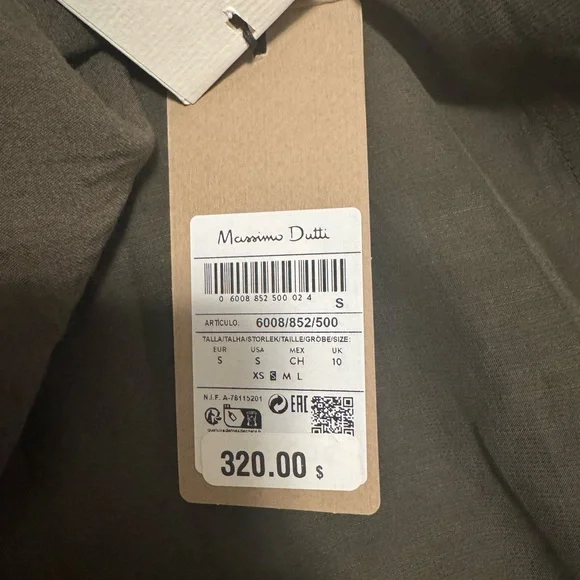 Massimo Dutti
0 6008 852 500 02 4
S
ARTICULO: 6008/852/500
TALLA/TALHA/STORLEK/TAILLE/GRÖBE/SIZE:
EUR USA MEX UK
S S CH 10
XS S M L
N.I.F. A-78115201
EAC
320.00 $